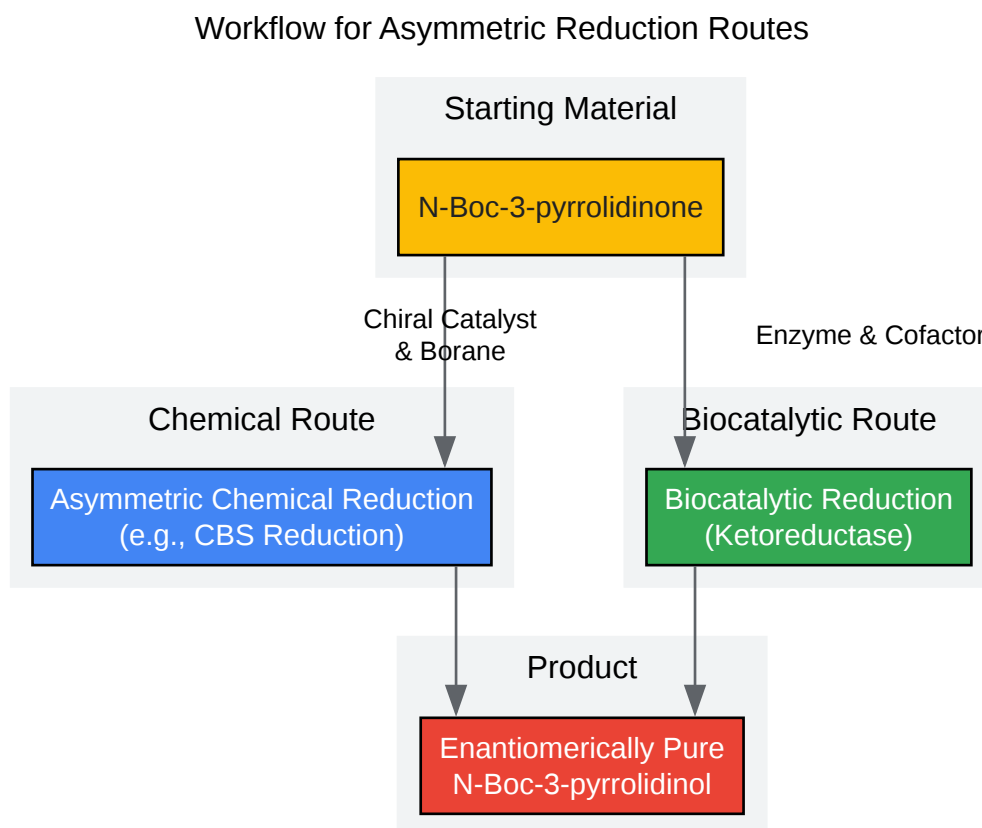 Workflow for Asymmetric Reduction Routes
Starting Material
N-Boc-3-pyrrolidinone
Chiral Catalyst
& Borane
Enzyme & Cofactor
Chemical Route
Biocatalytic Route
Asymmetric Chemical Reduction
(e.g., CBS Reduction)
Biocatalytic Reduction
(Ketoreductase)
Product
Enantiomerically Pure
N-Boc-3-pyrrolidinol